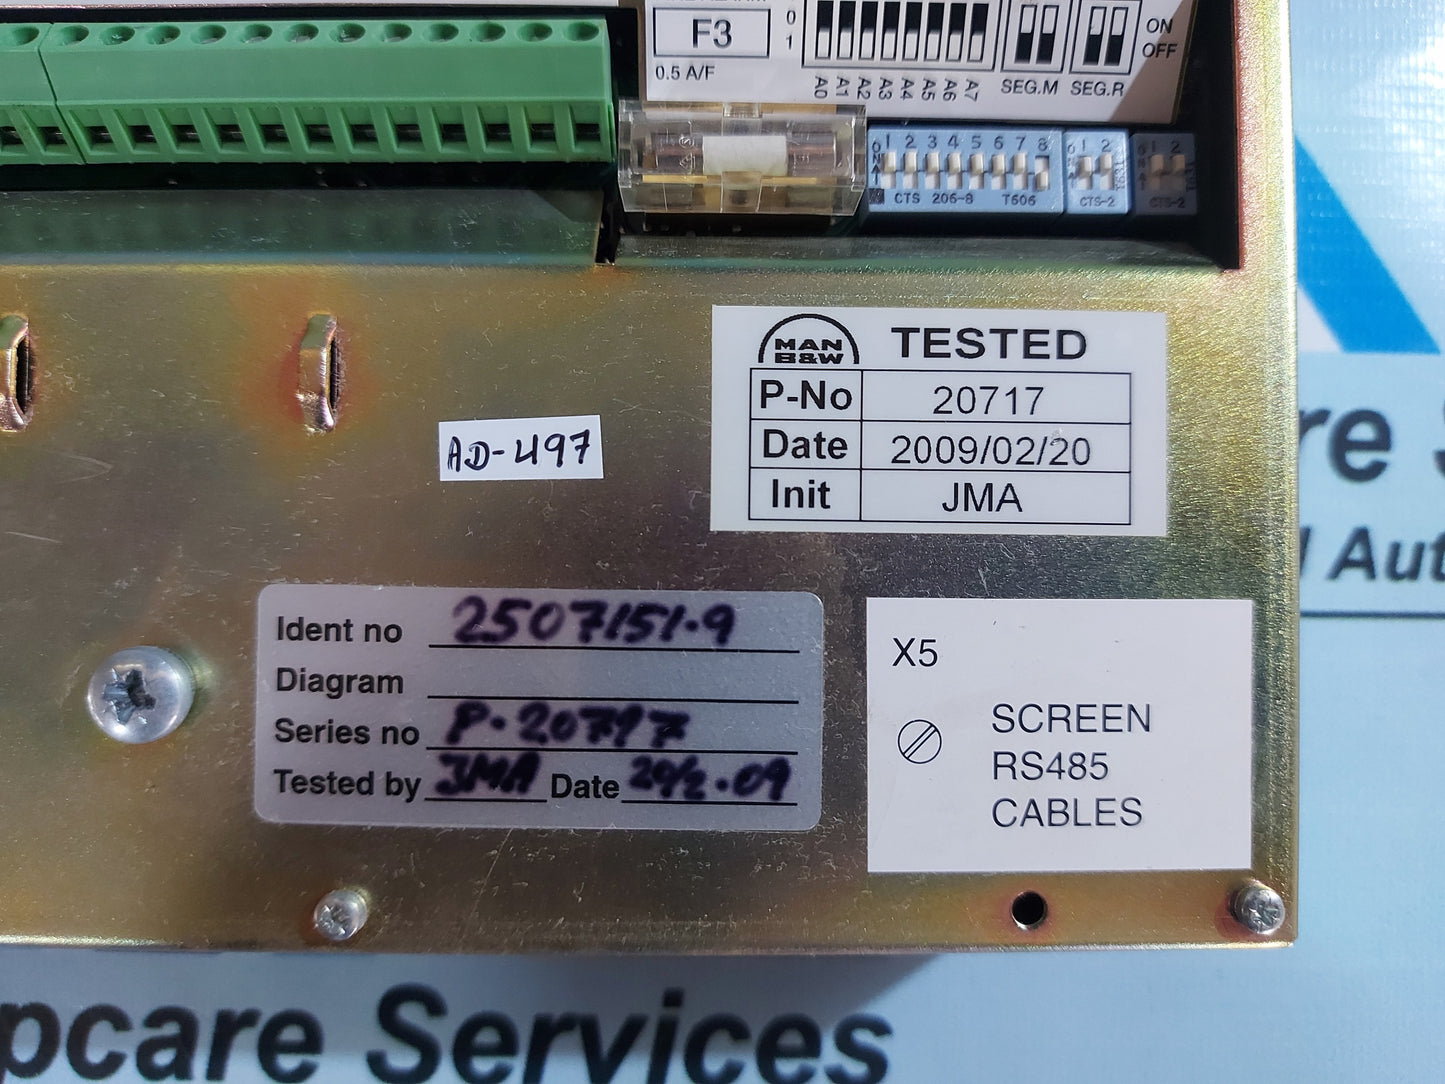 F3
0
1
ON
OFF
0.5 A/F
A0 A1 A2 A3 A4 A5 A6 A7
SEG.M SEG.R
1 2 3 4 5 6 7 8
CTS 206-8 T606
1 2
CTS-2
1 2
CTS-2
MAN
B&W
TESTED
P-No 20717
Date 2009/02/20
Init JMA
AD-497
Ident no 2507151-9
Diagram
Series no P-20717
Tested by JMA Date 20/2-09
X5
SCREEN
RS485
CABLES
re S
Aut
pcare Services